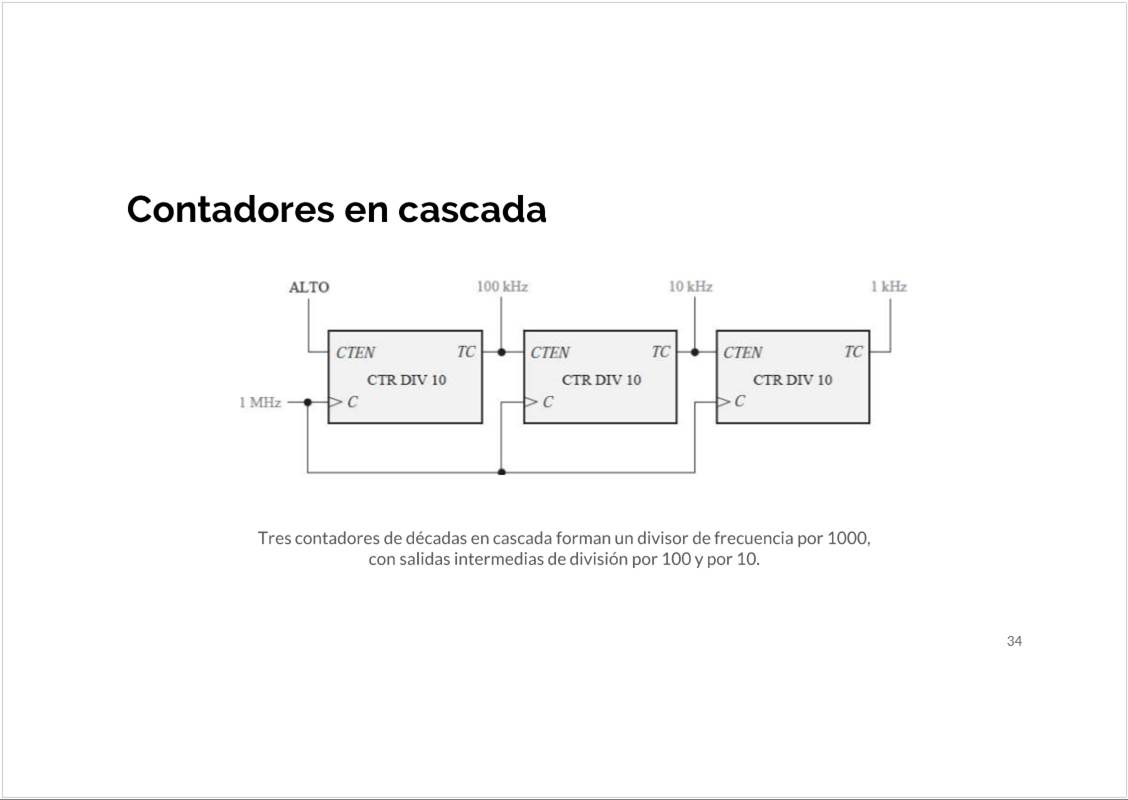 Contadores en cascada
ALTO
100 kHz
10 kHz
1 kHz
CTEN
TC
CTEN
TC
CTEN
TC
CTR DIV 10
CTR DIV 10
CTR DIV 10
1 MHz
C
C
C
Tres contadores de décadas en cascada forman un divisor de frecuencia por 1000,
con salidas intermedias de división por 100 y por 10.
34